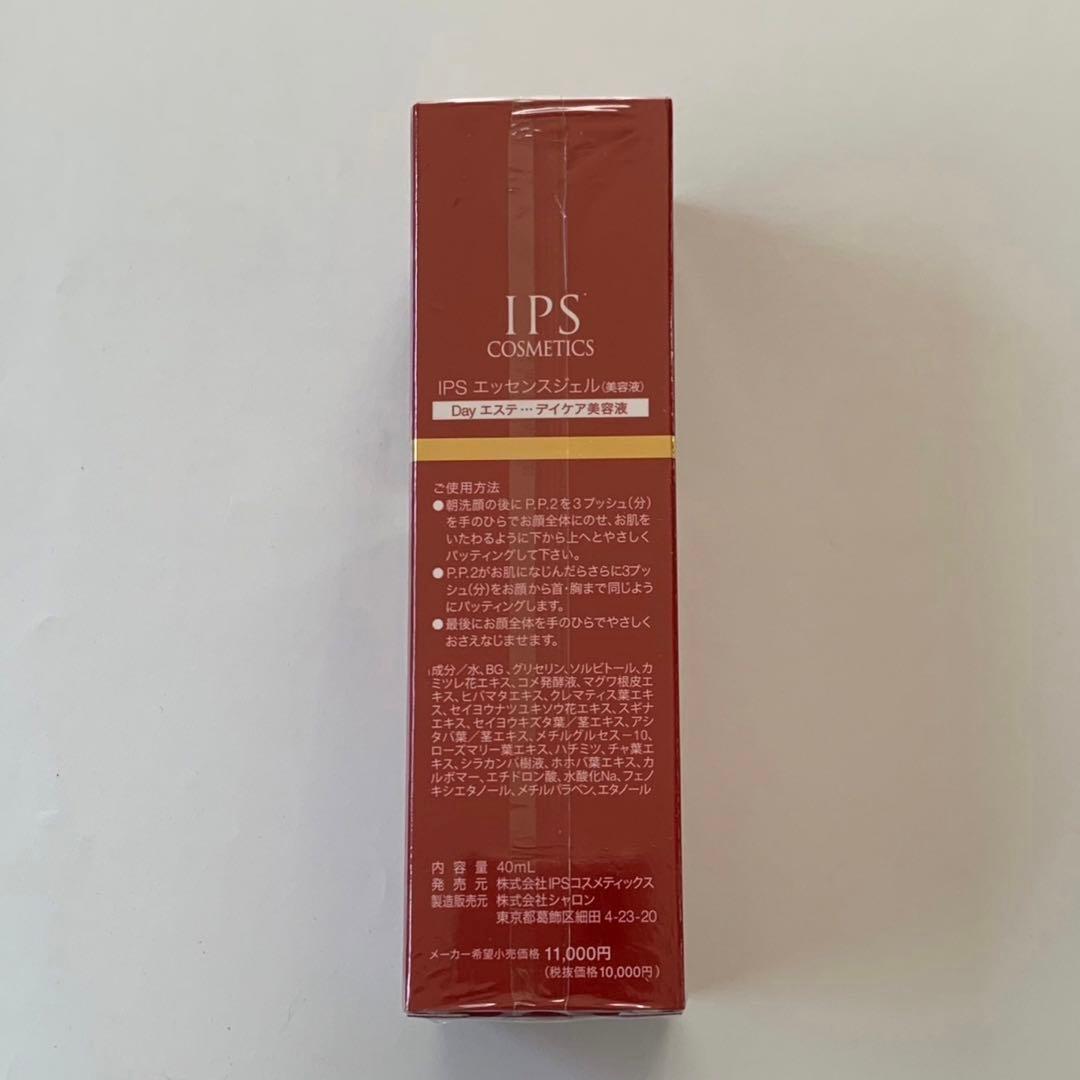 IPS
COSMETICS
IPS エッセンスジェル(美容液)
Day エステ…デイケア美容液
ご使用方法
●朝洗顔の後にP.P.2を3プッシュ(分)
を手のひらでお顔全体にのせ、お肌を
いたわるように下から上へとやさしく
パッティングして下さい。
●P.P.2がお肌になじんだらさらに3プッ
シュ(分)をお顔から首・胸まで同じよう
にパッティングします。
●最後にお顔全体を手のひらでやさしく
おさえなじませます。
成分/水、BG、グリセリン、ソルビトール、カ
ミツレ花エキス、コメ発酵液、マグワ根皮エ
キス、ヒバマタエキス、クレマティス葉エキ
ス、セイヨウナツユキソウ花エキス、スギナ
エキス、セイヨウキズタ葉/茎エキス、アシ
タバ葉/茎エキス、メチルグルセス-10、
ローズマリー葉エキス、ハチミツ、チャ葉エ
キス、シラカンバ樹液、ホホバ葉エキス、カ
ルボマー、エチドロン酸、水酸化Na、フェノ
キシエタノール、メチルパラベン、エタノール
内容量 40mL
発売元 株式会社IPSコスメティックス
製造販売元 株式会社シャロン
東京都葛飾区細田4-23-20
メーカー希望小売価格 11,000円
(税抜価格10,000円)